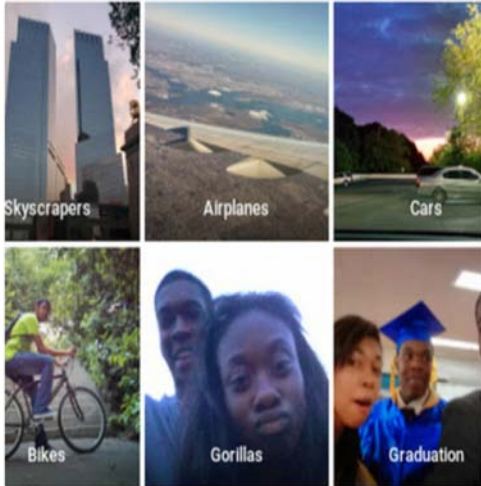 Skyscrapers
Airplanes
Cars
Bikes
Gorillas
Graduation